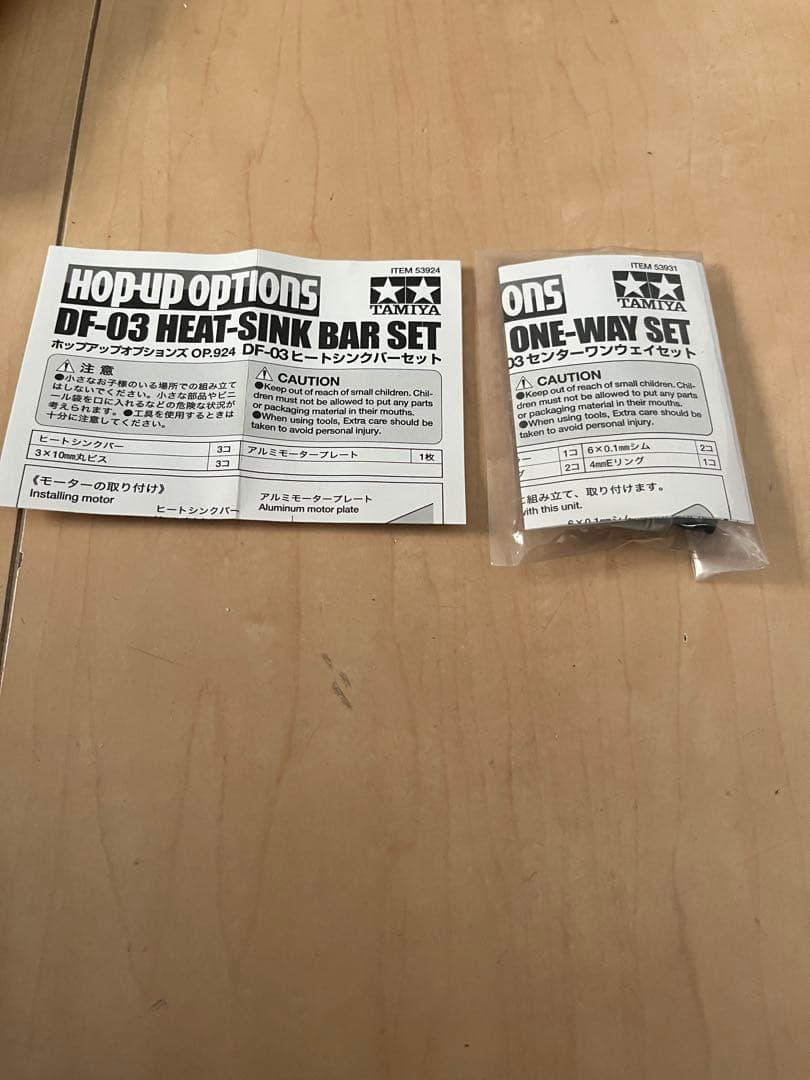 ITEM 53924
HOP-UP OPTIONS
TAMIYA
DF-03 HEAT-SINK BAR SET
ホップアップオプションズ OP.924 DF-03 ヒートシンクバーセット
注意
●小さなお子様のいる場所での組み立て
はしないでください。小さな部品やビニ
ール袋を口に入れるなどの危険な状況が
考えられます。●工具を使用するときは
十分に注意してください。
CAUTION
●Keep out of reach of small children. Chil-
dren must not be allowed to put any parts
or packaging material in their mouths.
●When using tools, Extra care should be
taken to avoid personal injury.
ヒートシンクバー 3コ
3×10mm丸ビス 3コ
アルミモータープレート 1枚
《モーターの取り付け》
Installing motor
ヒートシンクバー
アルミモータープレート
Aluminum motor plate
ITEM 53931
ons
TAMIYA
ONE-WAY SET
03 センターワンウェイセット
CAUTION
●Keep out of reach of small children. Chil-
dren must not be allowed to put any parts
or packaging material in their mouths.
●When using tools, Extra care should be
taken to avoid personal injury.
ー 1コ 6×0.1mmシム 2コ
2コ 4mmEリング 1コ
に組み立て、取り付けます。
with this unit.
6×0.1mmシム